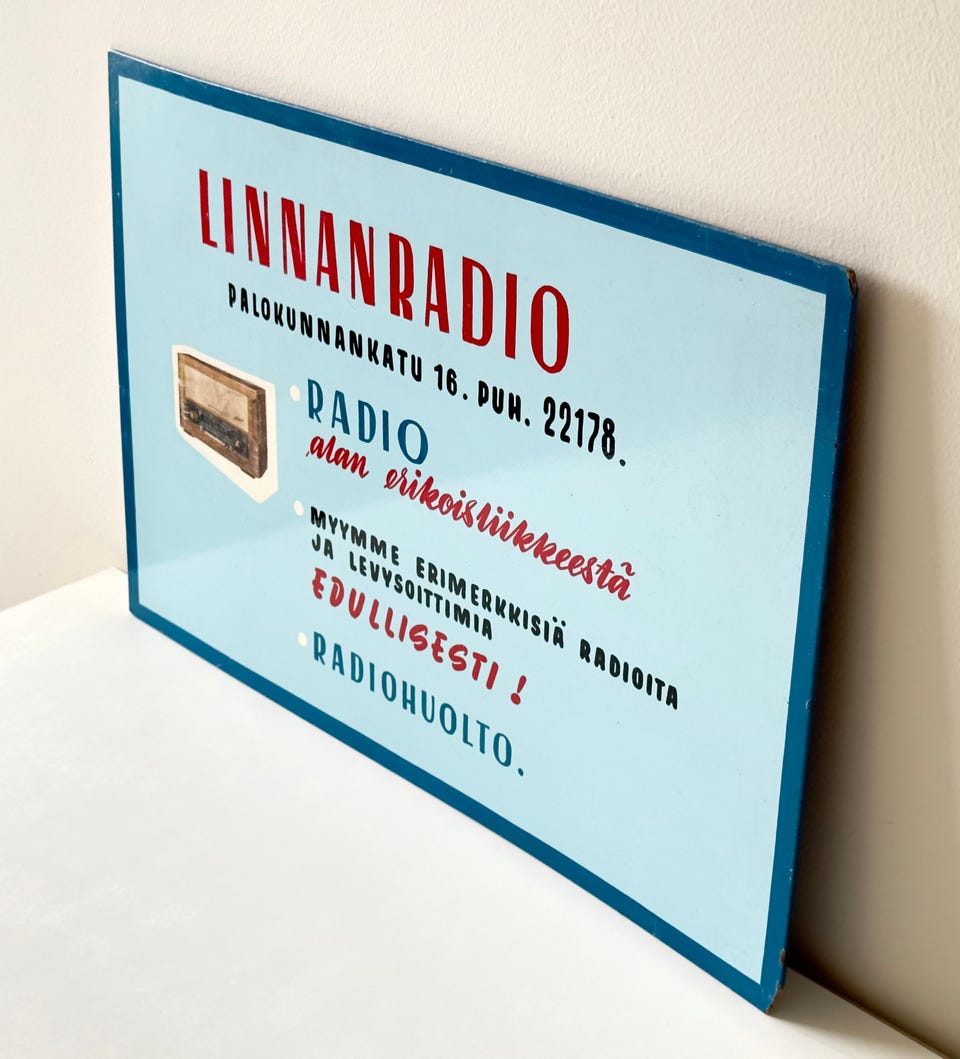 LINNANRADIO
PALOKUNNANKATU 16. PUH. 22178.
RADIO
alan erikoisliikkeestä
MYYMME ERIMERKKISIÄ RADIOITA
JA LEVYSOITTIMIA
EDULLISESTI !
RADIOHUOLTO.